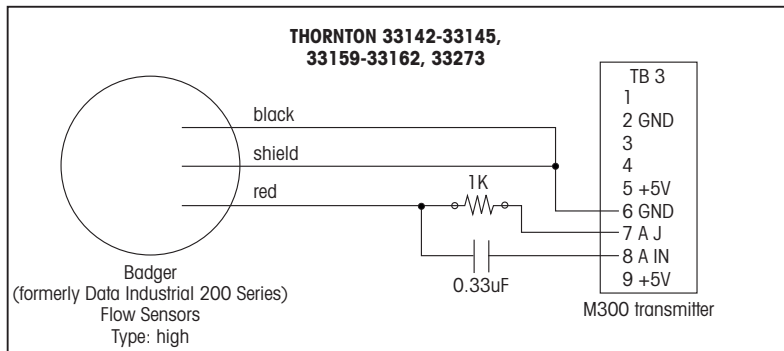 THORNTON 33142-33145,
33159-33162, 33273
black
shield
red
1K
0.33uF
Badger
(formerly Data Industrial 200 Series)
Flow Sensors
Type: high
TB 3
1
2 GND
3
4
5 +5V
6 GND
7 A J
8 A IN
9 +5V
M300 transmitter